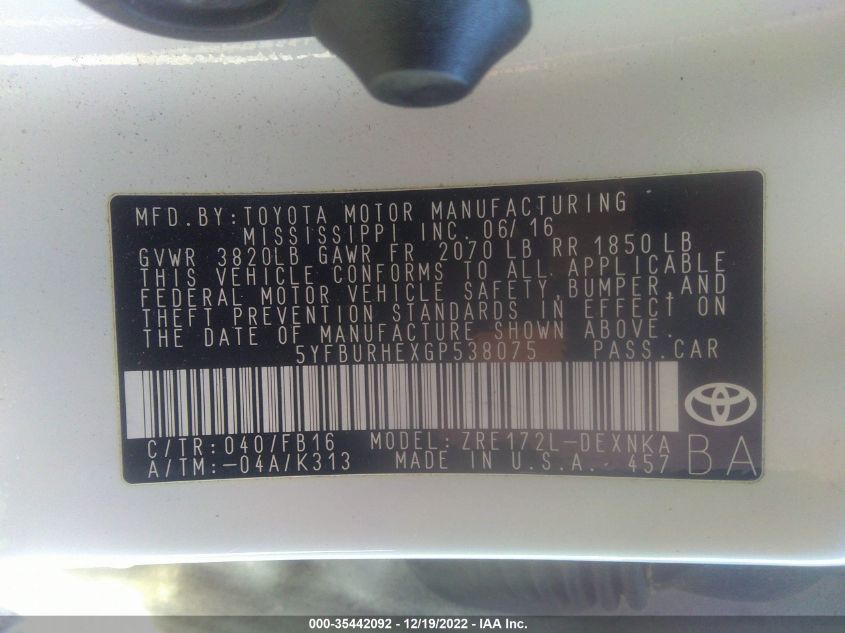 MFD.BY:TOYOTA MOTOR MANUFACTURING
MISSISSIPPI INC. 06/16
GVWR 3820LB GAWR FR 2070 LB RR 1850LB
THIS VEHICLE CONFORMS TO ALL APPLICABLE
FEDERAL MOTOR VEHICLE SAFETY,BUMPER,AND
THEFT PREVENTION STANDARDS IN EFFECT ON
THE DATE OF MANUFACTURE SHOWN ABOVE.
5YFBURHEXGP538075 PASS.CAR
C/TR:040/FB16 MODEL: ZRE172L-DEXNKA
A/TM:-04A/K313 MADE IN U.S.A. 457
BA
000-35442092 - 12/19/2022 - IAA Inc.